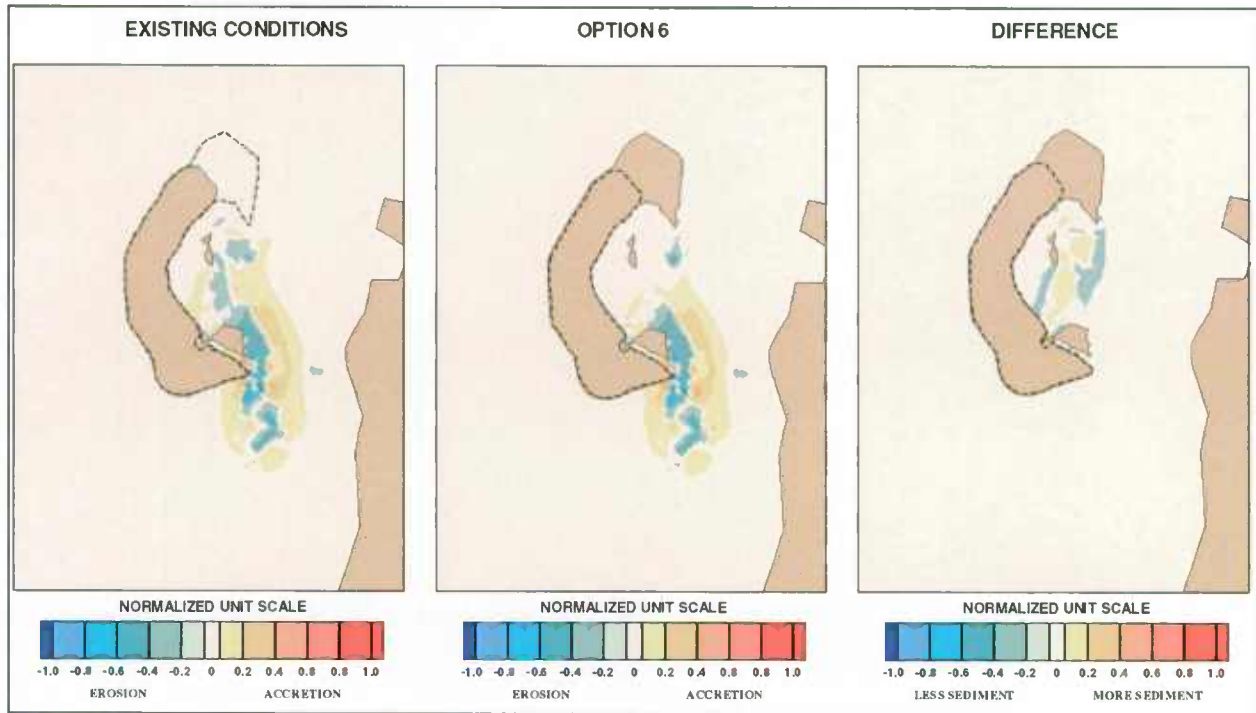 EXISTING CONDITIONS
OPTION 6
DIFFERENCE
NORMALIZED UNIT SCALE
-1.0 -0.8 -0.6 -0.4 -0.2 0 0.2 0.4 0.6 0.8 1.0
EROSION ACCRETION
NORMALIZED UNIT SCALE
-1.0 -0.8 -0.6 -0.4 -0.2 0 0.2 0.4 0.6 0.8 1.0
EROSION ACCRETION
NORMALIZED UNIT SCALE
-1.0 -0.8 -0.6 -0.4 -0.2 0 0.2 0.4 0.6 0.8 1.0
LESS SEDIMENT MORE SEDIMENT